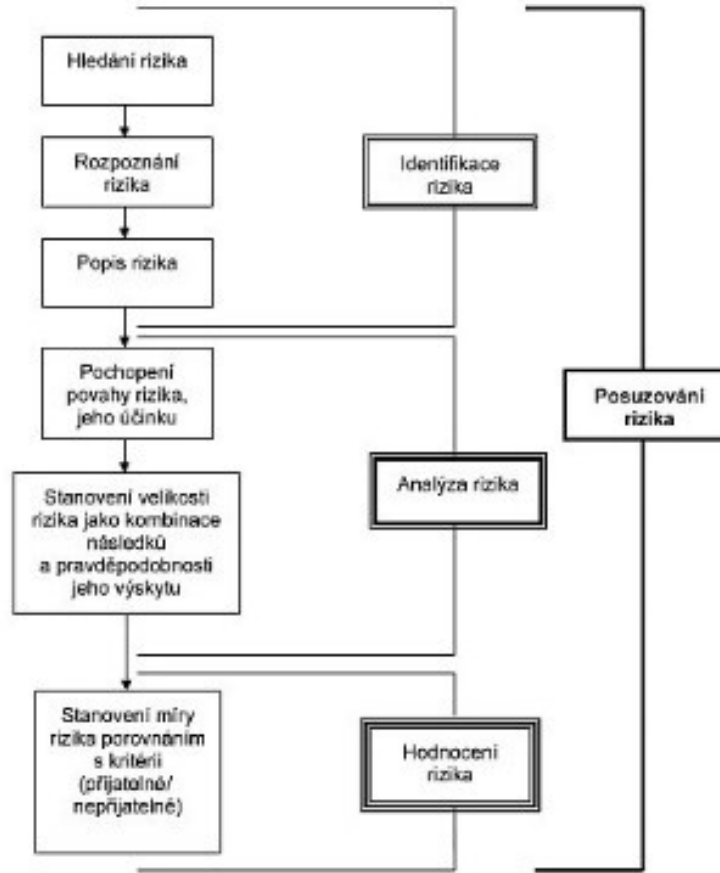 Hledání rizika
Rozpoznání
rizika
Popis rizika
Pochopení
povahy rizika,
jeho účinku
Stanovení velikosti
rizika jako kombinace
následků
a pravděpodobnosti
jeho výskytu
Stanovení míry
rizika porovnáním
s kritérii
(přijatelné/
nepřijatelné)
Identifikace
rizika
Analýza rizika
Hodnocení
rizika
Posuzování
rizika